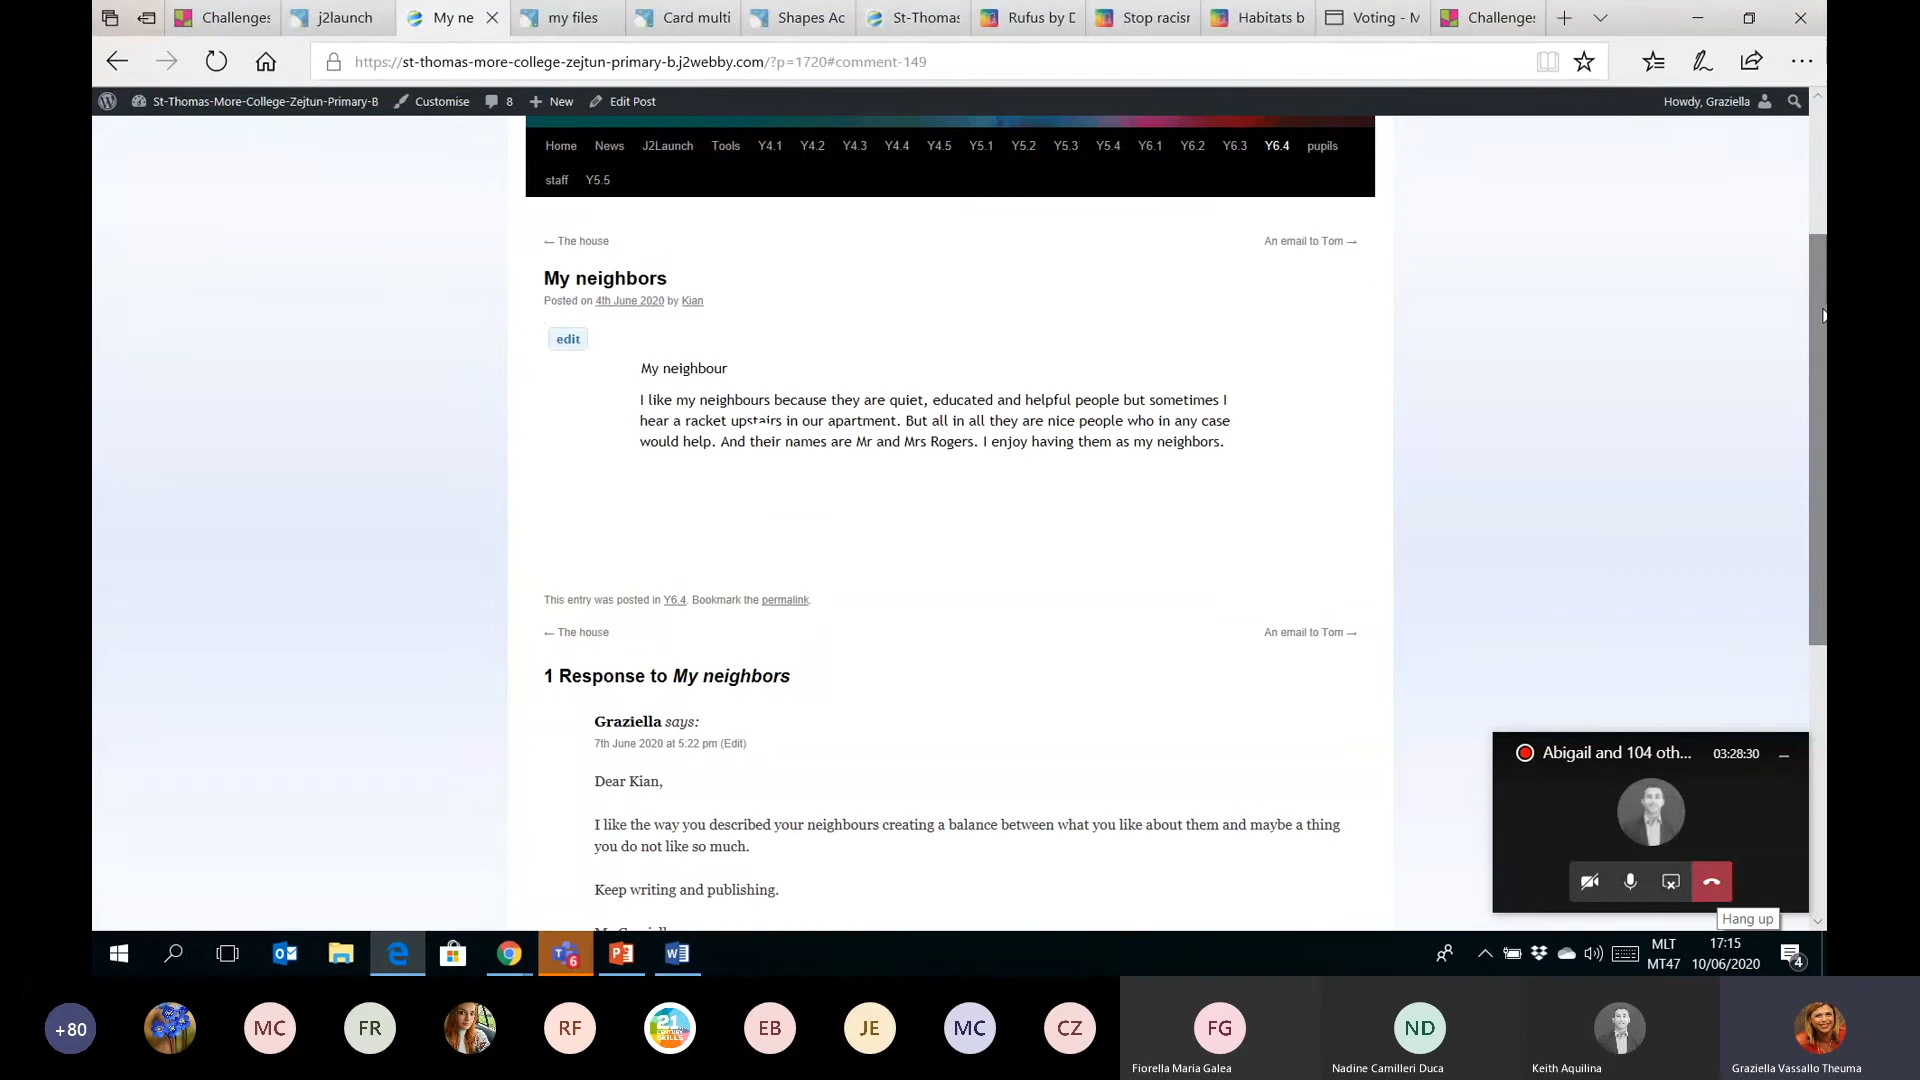 Challenges
j2launch
My ne
my files
Card multi
Shapes Ac
St-Thomas
Rufus by D
Stop racisr
Habitats b
Voting - M
Challenges
https://st-thomas-more-college-zejtun-primary-b.j2webby.com/?p=1720#comment-149
St-Thomas-More-College-Zejtun-Primary-B Customise 8 New Edit Post
Howdy, Graziella
Home News J2Launch Tools Y4.1 Y4.2 Y4.3 Y4.4 Y4.5 Y5.1 Y5.2 Y5.3 Y5.4 Y6.1 Y6.2 Y6.3 Y6.4 pupils
staff Y5.5
← The house
An email to Tom →
My neighbors
Posted on 4th June 2020 by Kian
edit
My neighbour
I like my neighbours because they are quiet, educated and helpful people but sometimes I
hear a racket upstairs in our apartment. But all in all they are nice people who in any case
would help. And their names are Mr and Mrs Rogers. I enjoy having them as my neighbors.
This entry was posted in Y6.4. Bookmark the permalink.
← The house
An email to Tom →
1 Response to My neighbors
Graziella says:
7th June 2020 at 5:22 pm (Edit)
Dear Kian,
I like the way you described your neighbours creating a balance between what you like about them and maybe a thing
you do not like so much.
Keep writing and publishing.
Abigail and 104 oth...
03:28:30
Hang up
6
MLT
MT47
17:15
10/06/2020
4
+80
MC
FR
RF
21
CENTURY
SKILLS
EB
JE
MC
CZ
FG
ND
Fiorella Maria Galea
Nadine Camilleri Duca
Keith Aquilina
Graziella Vassallo Theuma